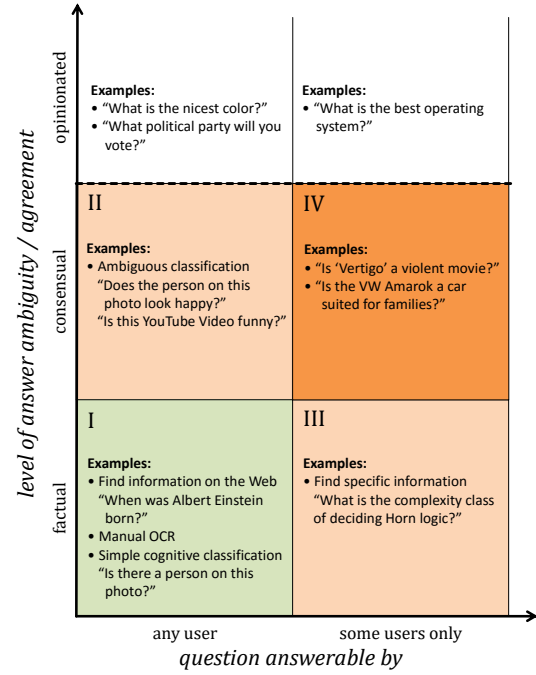 level of answer ambiguity / agreement
opinionated
Examples:
• “What is the nicest color?”
• “What political party will you
vote?”
Examples:
• “What is the best operating
system?”
consensual
II
Examples:
• Ambiguous classification
“Does the person on this
photo look happy?”
“Is this YouTube Video funny?”
IV
Examples:
• “Is ‘Vertigo’ a violent movie?”
• “Is the VW Amarok a car
suited for families?”
factual
I
Examples:
• Find information on the Web
“When was Albert Einstein
born?”
• Manual OCR
• Simple cognitive classification
“Is there a person on this
photo?”
III
Examples:
• Find specific information
“What is the complexity class
of deciding Horn logic?”
any user
some users only
question answerable by